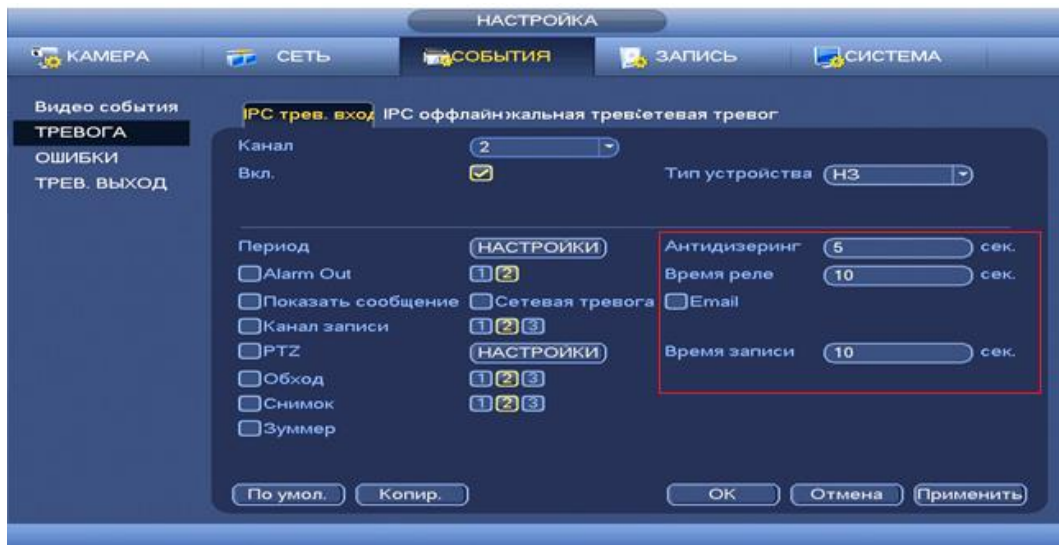 НАСТРОЙКА
КАМЕРА СЕТЬ СОБЫТИЯ ЗАПИСЬ СИСТЕМА
Видео события
ТРЕВОГА
ОШИБКИ
ТРЕВ. ВЫХОД
IPC трев. вход IPC оффлайн кальная трев сетевая тревог
Канал 2
Вкл. Тип устройства НЗ
Период НАСТРОЙКИ Антидизеринг 5 сек.
Alarm Out 1 2 Время реле 10 сек.
Показать сообщение Сетевая тревога Email
Канал записи 1 2 3
PTZ НАСТРОЙКИ Время записи 10 сек.
Обход 1 2 3
Снимок 1 2 3
Зуммер
По умол. Копир. ОК Отмена Применить